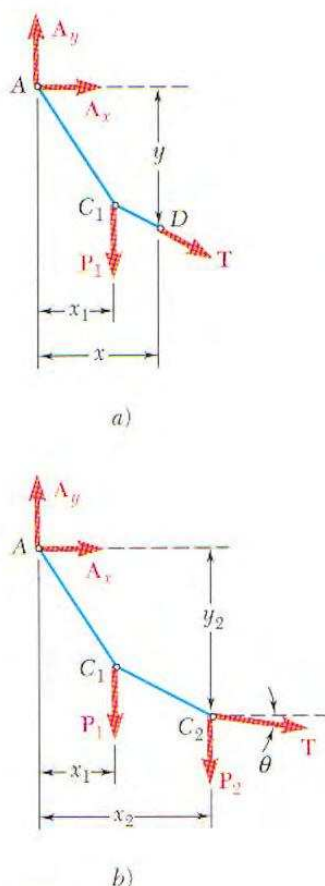 A_y
A
A_x
y
C_1
D
P_1
T
x_1
x
a)
A_y
A
A_x
y_2
C_1
C_2
P_1
T
P_2
θ
x_1
x_2
b)